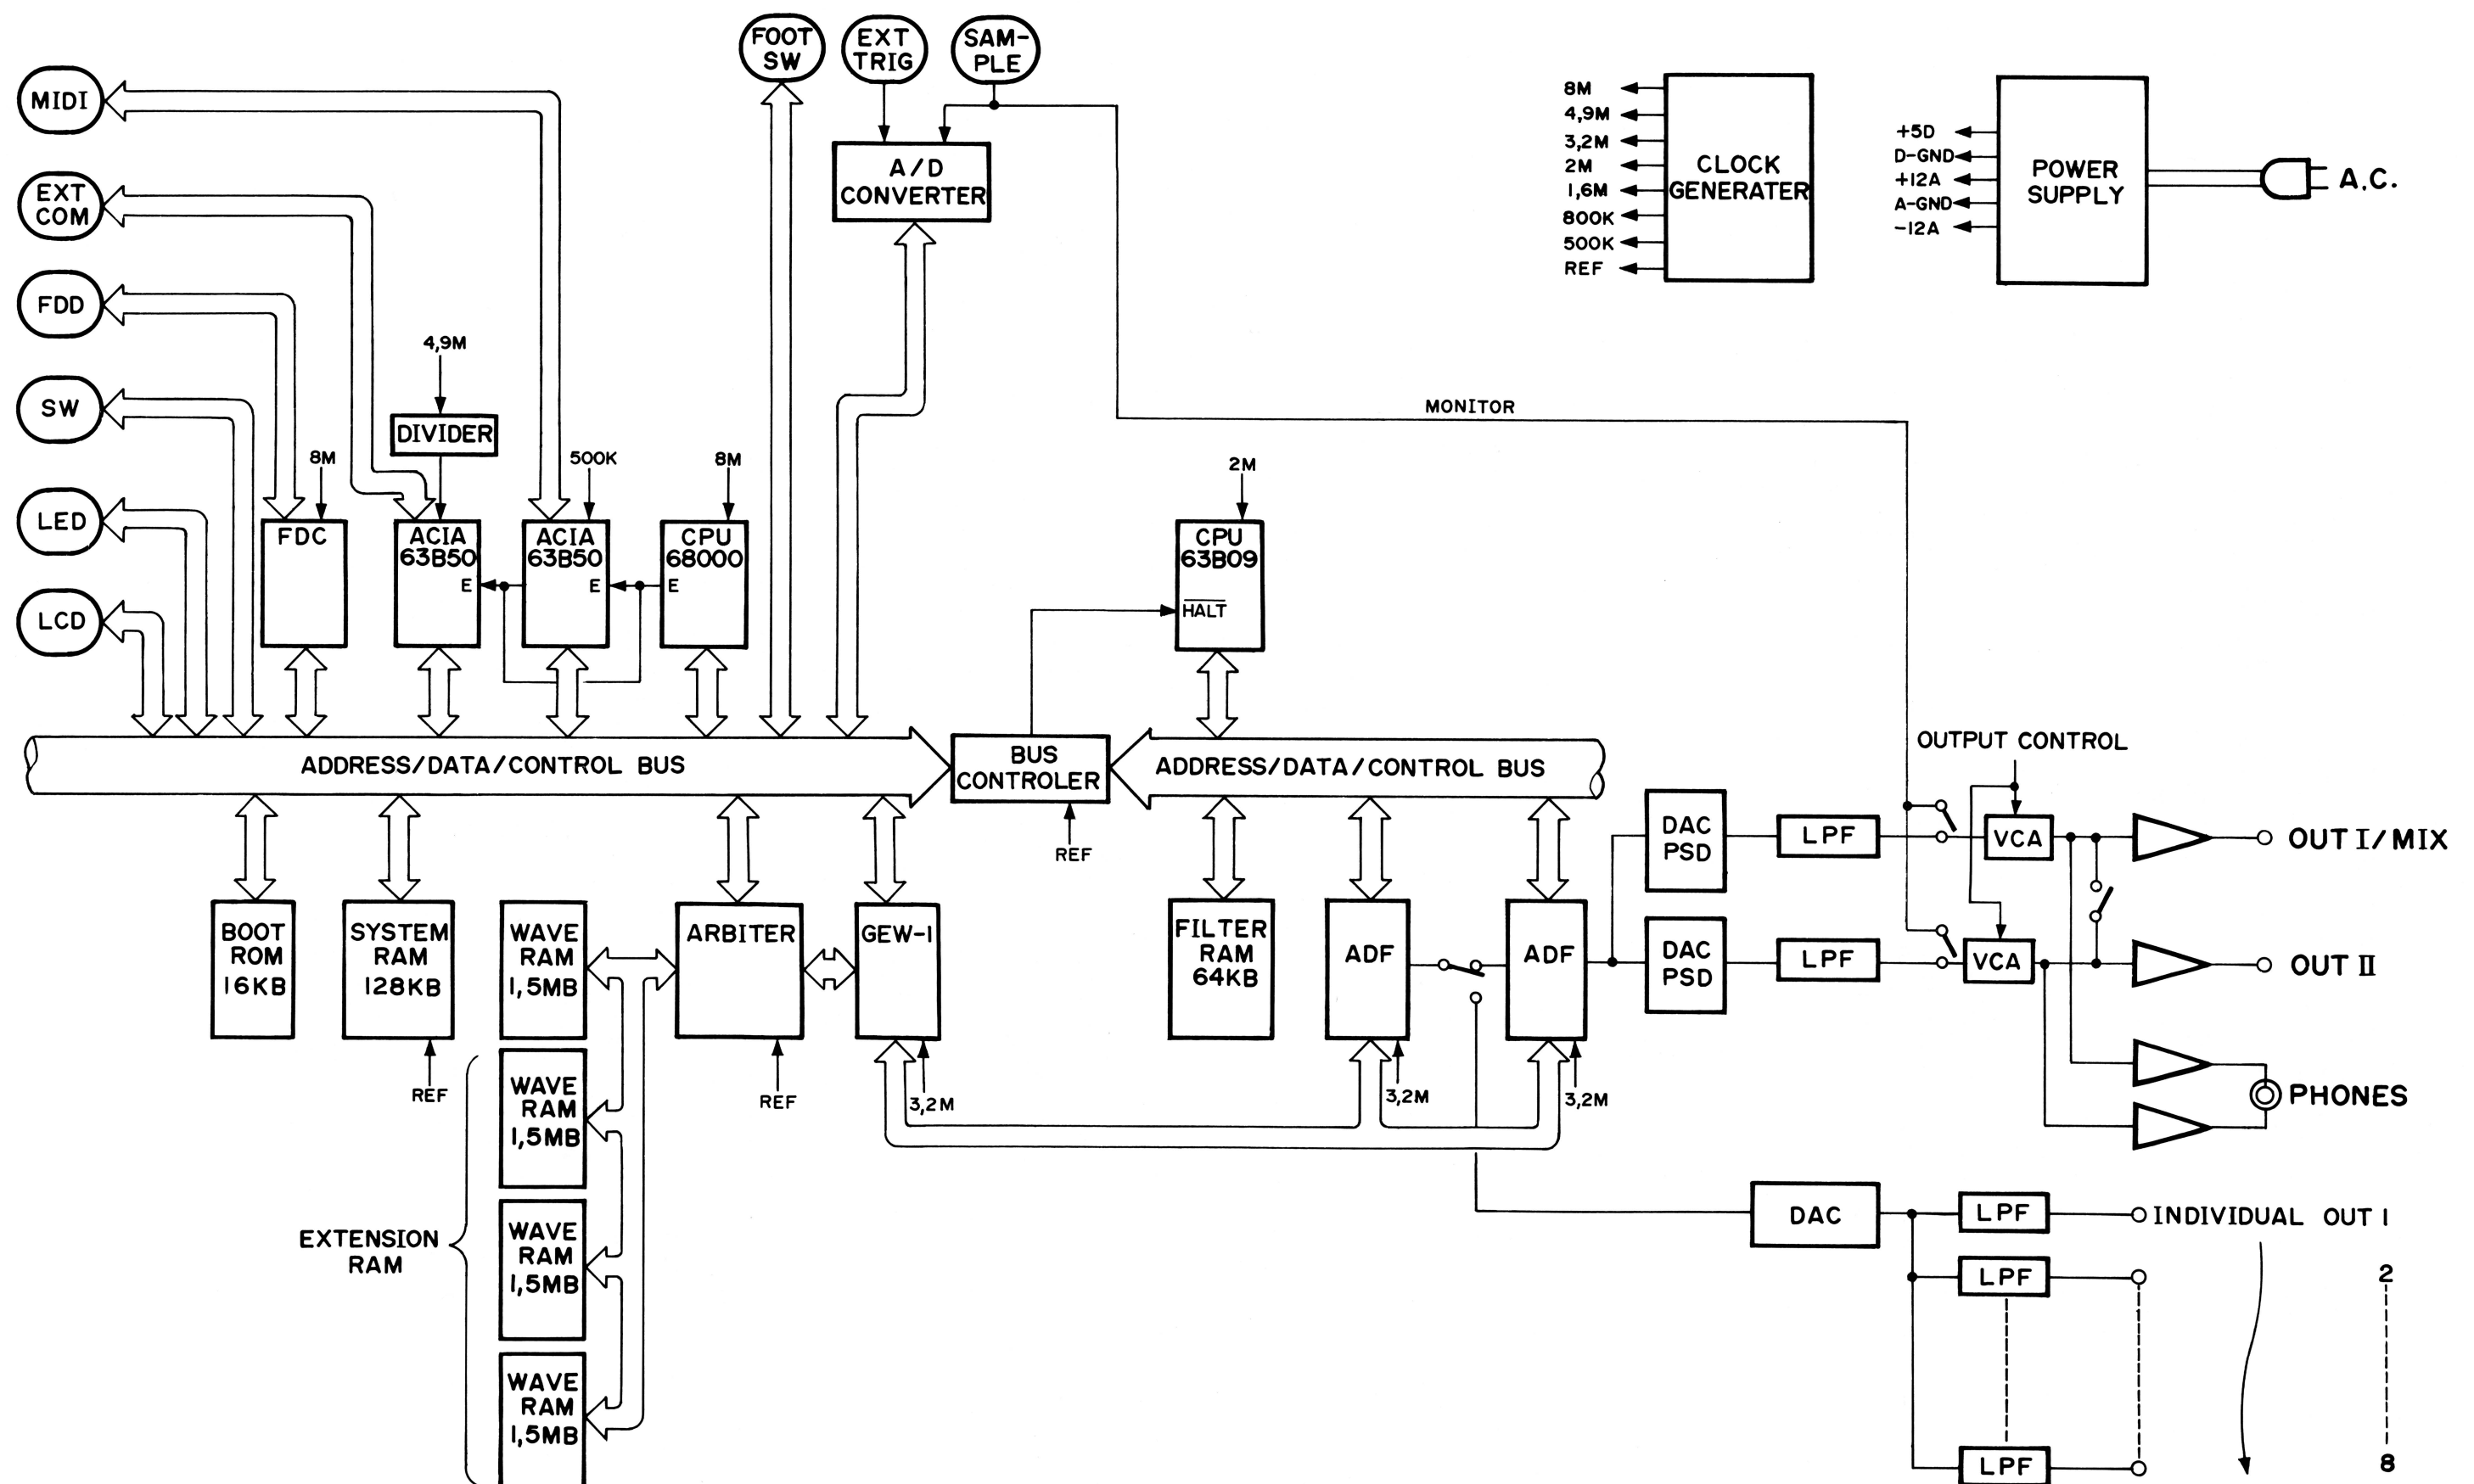 FOOT
SW
EXT
TRIG
SAM-
PLE
MIDI
EXT
COM
FDD
SW
LED
LCD
A/D
CONVERTER
8M
4,9M
3,2M
2M
1,6M
800K
500K
REF
CLOCK
GENERATER
+5D
D-GND
+12A
A-GND
-12A
POWER
SUPPLY
A.C.
4,9M
DIVIDER
MONITOR
8M
500K
8M
2M
FDC
ACIA
63B50
E
ACIA
63B50
E
CPU
68000
E
CPU
63B09
HALT
ADDRESS/DATA/CONTROL BUS
BUS
CONTROLER
ADDRESS/DATA/CONTROL BUS
REF
OUTPUT CONTROL
BOOT
ROM
16KB
SYSTEM
RAM
128KB
REF
WAVE
RAM
1,5MB
ARBITER
REF
GEW-1
3,2M
FILTER
RAM
64KB
ADF
3,2M
ADF
3,2M
DAC
PSD
LPF
VCA
OUT I/MIX
DAC
PSD
LPF
VCA
OUT II
PHONES
WAVE
RAM
1,5MB
WAVE
RAM
1,5MB
WAVE
RAM
1,5MB
EXTENSION
RAM
DAC
LPF
INDIVIDUAL OUT 1
LPF
2
LPF
8